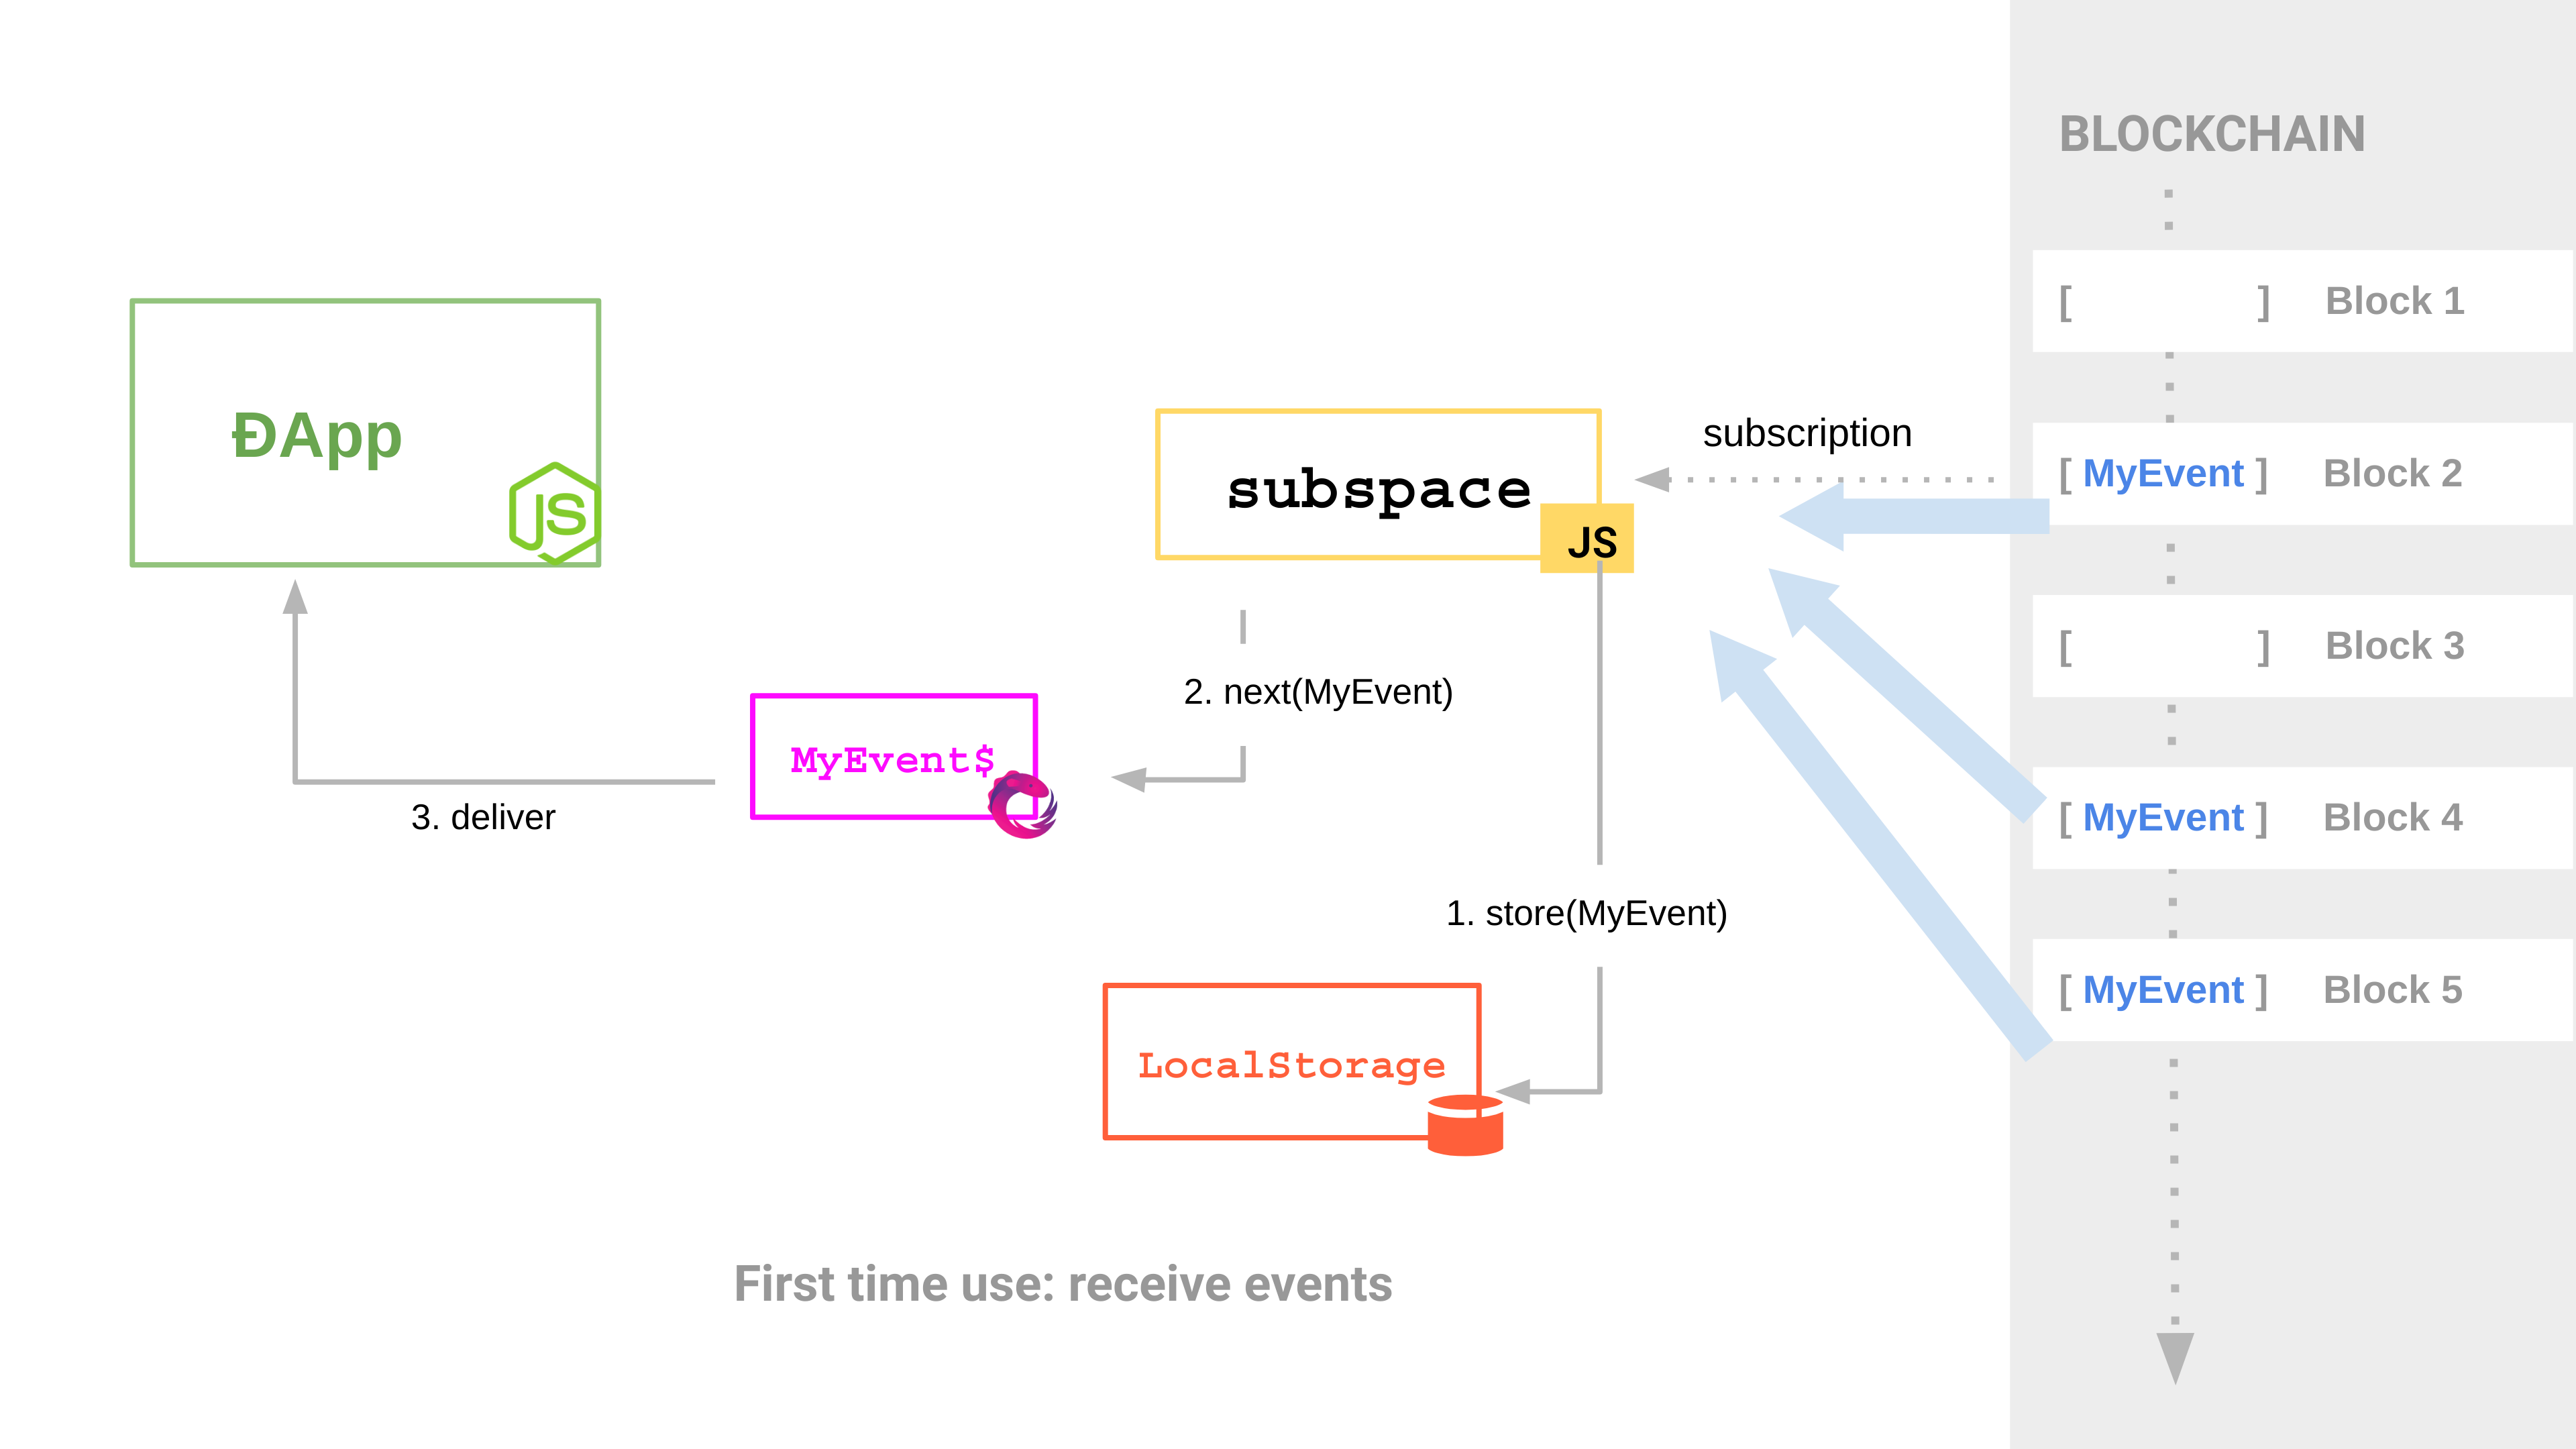 BLOCKCHAIN
[ ] Block 1
ĐApp
JS
subspace
JS
subscription
[ MyEvent ] Block 2
[ ] Block 3
2. next(MyEvent)
MyEvent$
3. deliver
[ MyEvent ] Block 4
1. store(MyEvent)
[ MyEvent ] Block 5
LocalStorage
First time use: receive events